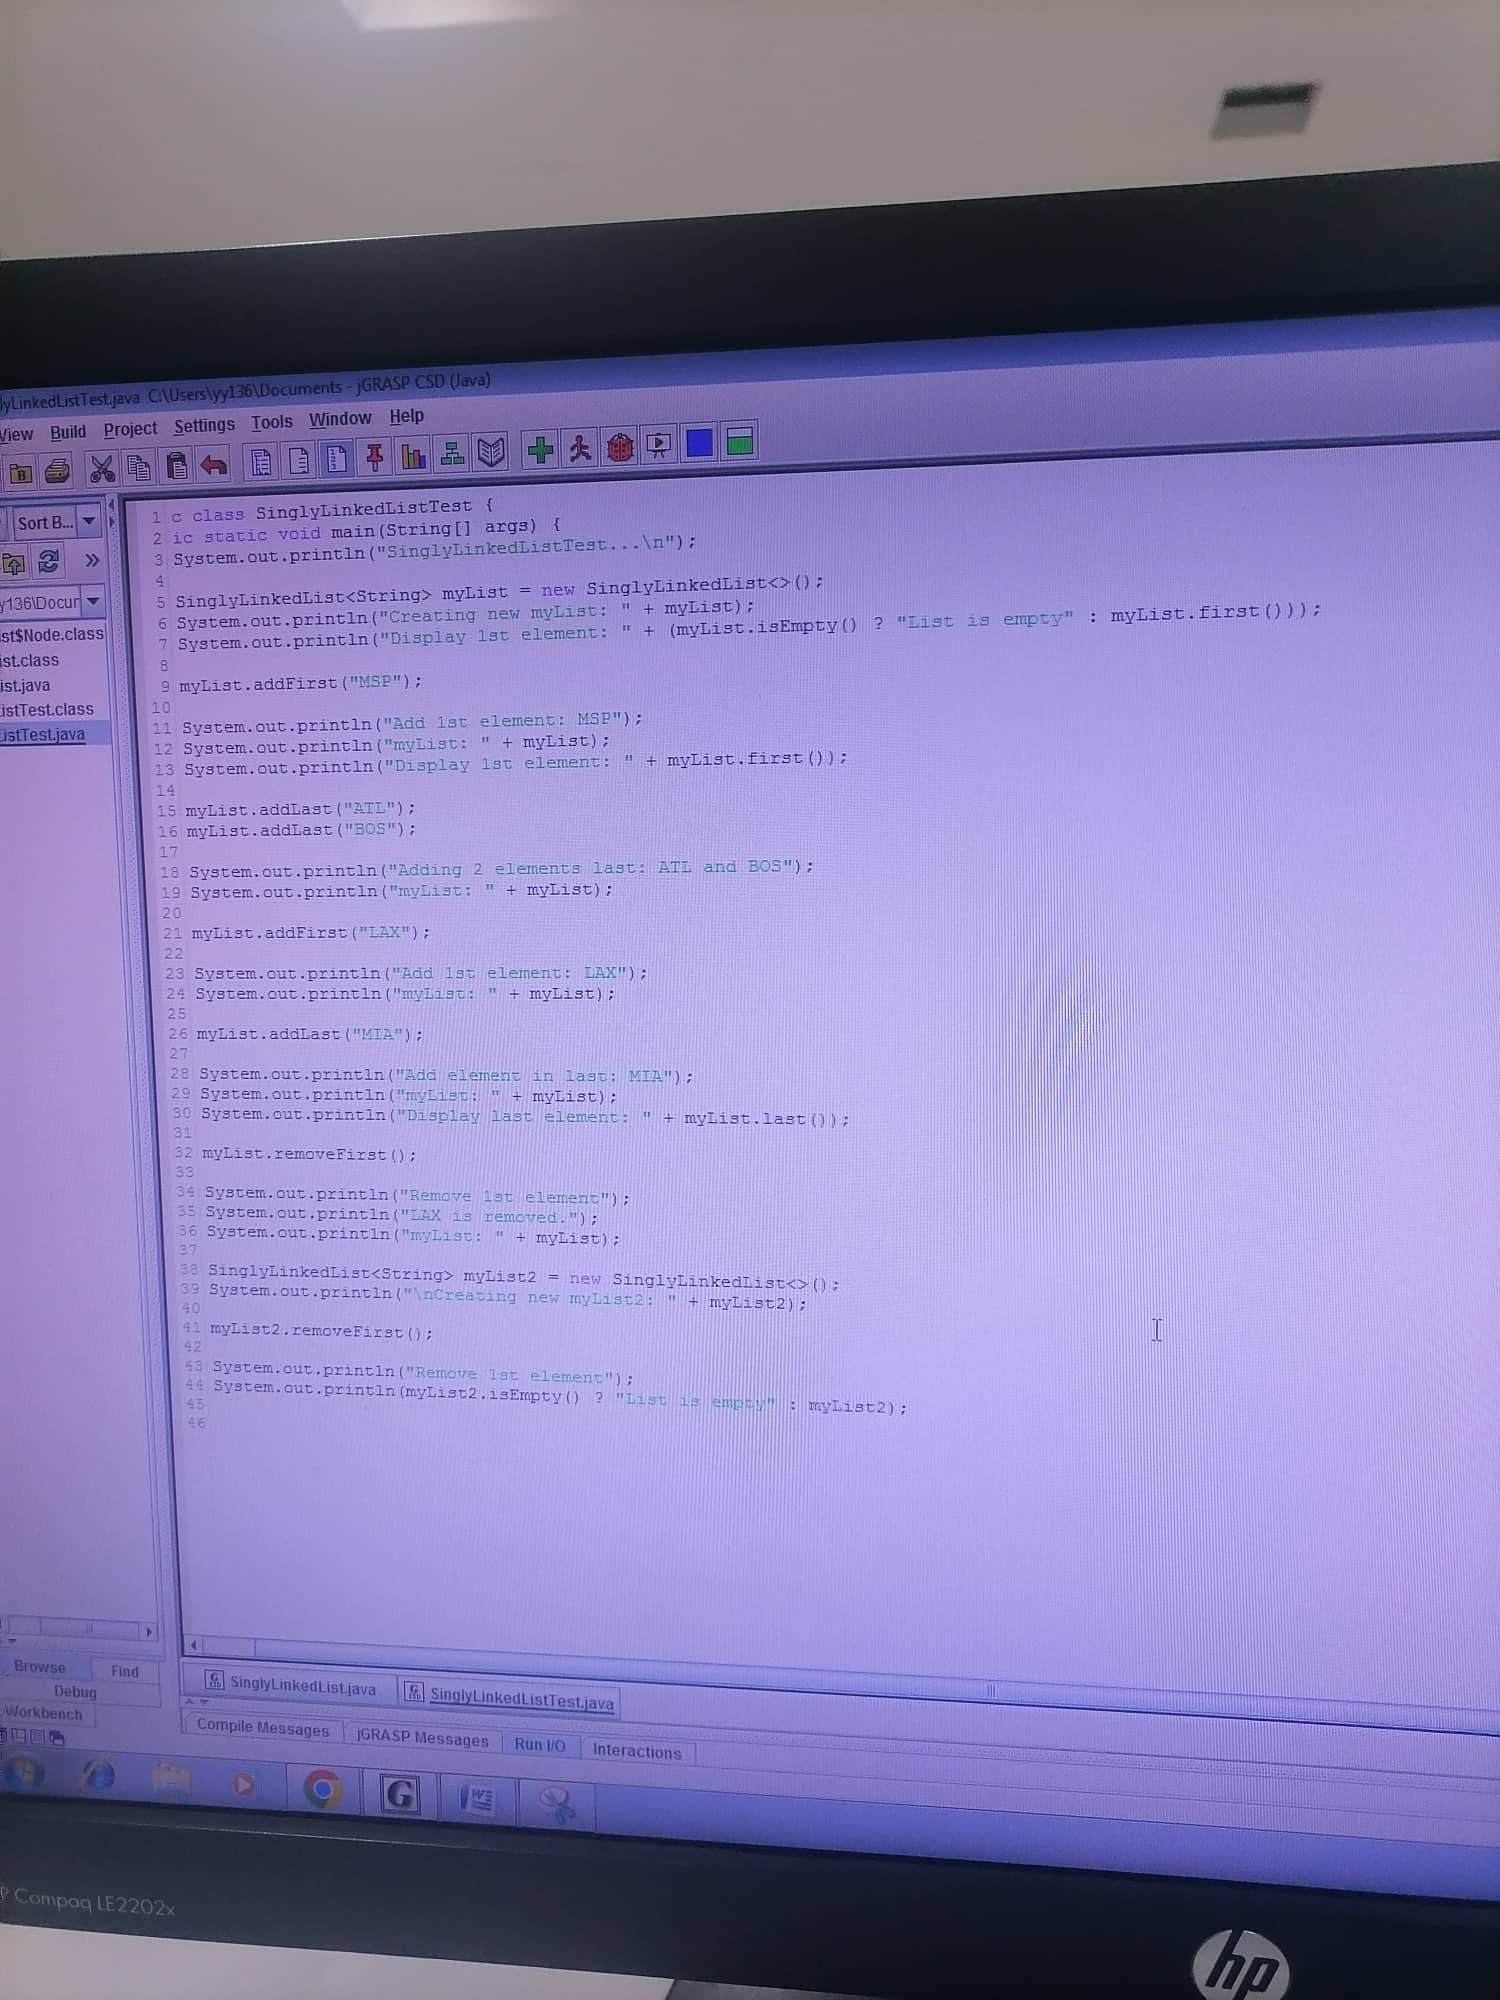 lyLinkedListTest.java C:\Users\yy136\Documents - jGRASP CSD (Java)
View Build Project Settings Tools Window Help
Sort B...
y136\Docur
st$Node.class
ist.class
ist.java
istTest.class
istTest.java
1 c class SinglyLinkedListTest {
2 ic static void main(String[] args) {
3 System.out.println("SinglyLinkedListTest...\n");
4
5 SinglyLinkedList<String> myList = new SinglyLinkedList<>();
6 System.out.println("Creating new myList: " + myList);
7 System.out.println("Display 1st element: " + (myList.isEmpty() ? "List is empty" : myList.first()));
8
9 myList.addFirst("MSP");
10
11 System.out.println("Add 1st element: MSP");
12 System.out.println("myList: " + myList);
13 System.out.println("Display 1st element: " + myList.first());
14
15 myList.addLast("ATL");
16 myList.addLast("BOS");
17
18 System.out.println("Adding 2 elements last: ATL and BOS");
19 System.out.println("myList: " + myList);
20
21 myList.addFirst("LAX");
22
23 System.out.println("Add 1st element: LAX");
24 System.out.println("myList: " + myList);
25
26 myList.addLast("MIA");
27
28 System.out.println("Add element in last: MIA");
29 System.out.println("myList: " + myList);
30 System.out.println("Display last element: " + myList.last());
31
32 myList.removeFirst();
33
34 System.out.println("Remove 1st element");
35 System.out.println("LAX is removed.");
36 System.out.println("myList: " + myList);
37
38 SinglyLinkedList<String> myList2 = new SinglyLinkedList<>();
39 System.out.println("\nCreating new myList2: " + myList2);
40
41 myList2.removeFirst();
42
43 System.out.println("Remove 1st element");
44 System.out.println(myList2.isEmpty() ? "List is empty" : myList2);
45
46
Browse Find
Debug
Workbench
SinglyLinkedList.java SinglyLinkedListTest.java
Compile Messages jGRASP Messages Run I/O Interactions
P Compaq LE2202x
hp